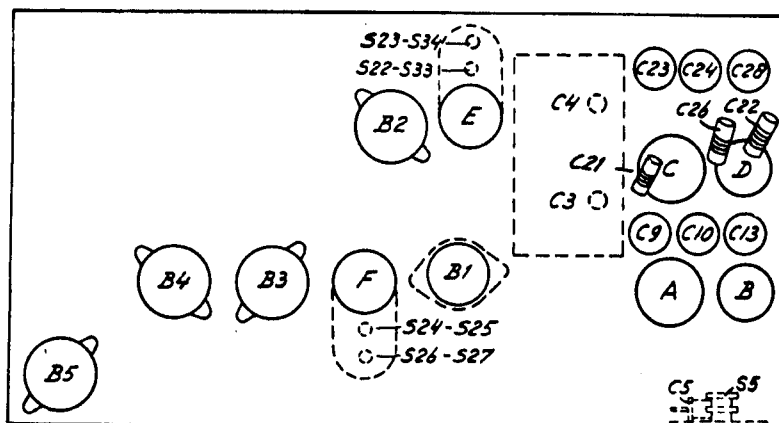 S23-S34
S22-S33
C23 C24 C28
C4
C26 C22
B2
E
C21
C
D
C3
C9 C10 C13
B4
B3
F
B1
A
B
S24-S25
S26-S27
B5
C5
S5